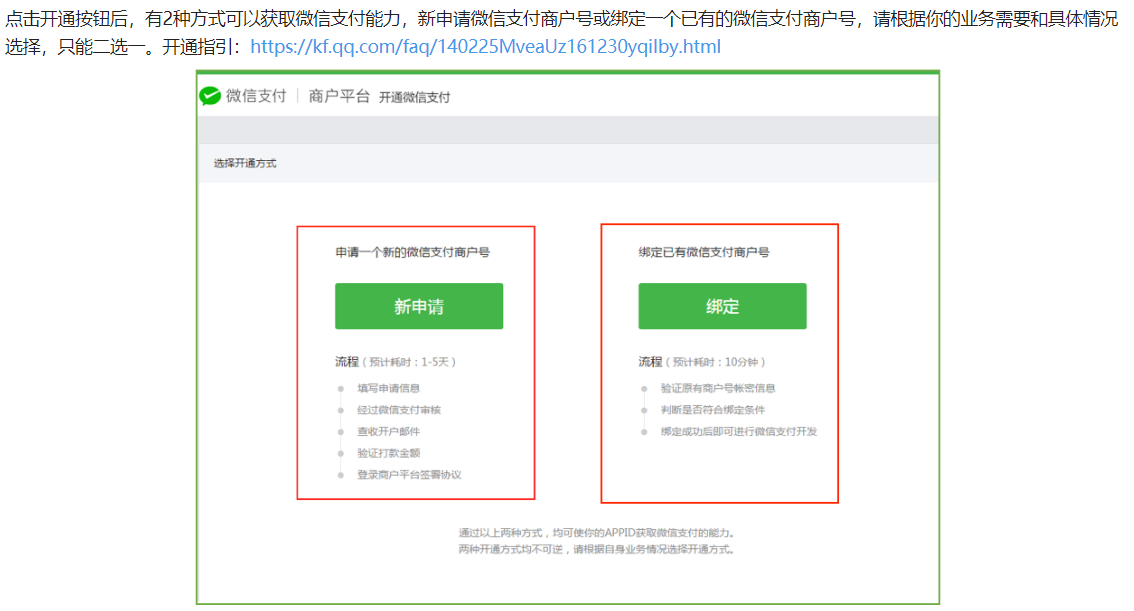 点击开通按钮后，有2种方式可以获取微信支付能力，新申请微信支付商户号或绑定一个已有的微信支付商户号，请根据你的业务需要和具体情况
选择，只能二选一。开通指引：https://kf.qq.com/faq/140225MveaUz161230yqiIby.html
微信支付 商户平台 开通微信支付
选择开通方式
申请一个新的微信支付商户号
新申请
流程（预计耗时：1-5天）
填写申请信息
经过微信支付审核
查收开户邮件
验证打款金额
登录商户平台签署协议
绑定已有微信支付商户号
绑定
流程（预计耗时：10分钟）
验证原有商户号帐密信息
判断是否符合绑定条件
绑定成功后即可进行微信支付开发
通过以上两种方式，均可使你的APPID获取微信支付的能力。
两种开通方式均不可逆，请根据自身业务情况选择开通方式。